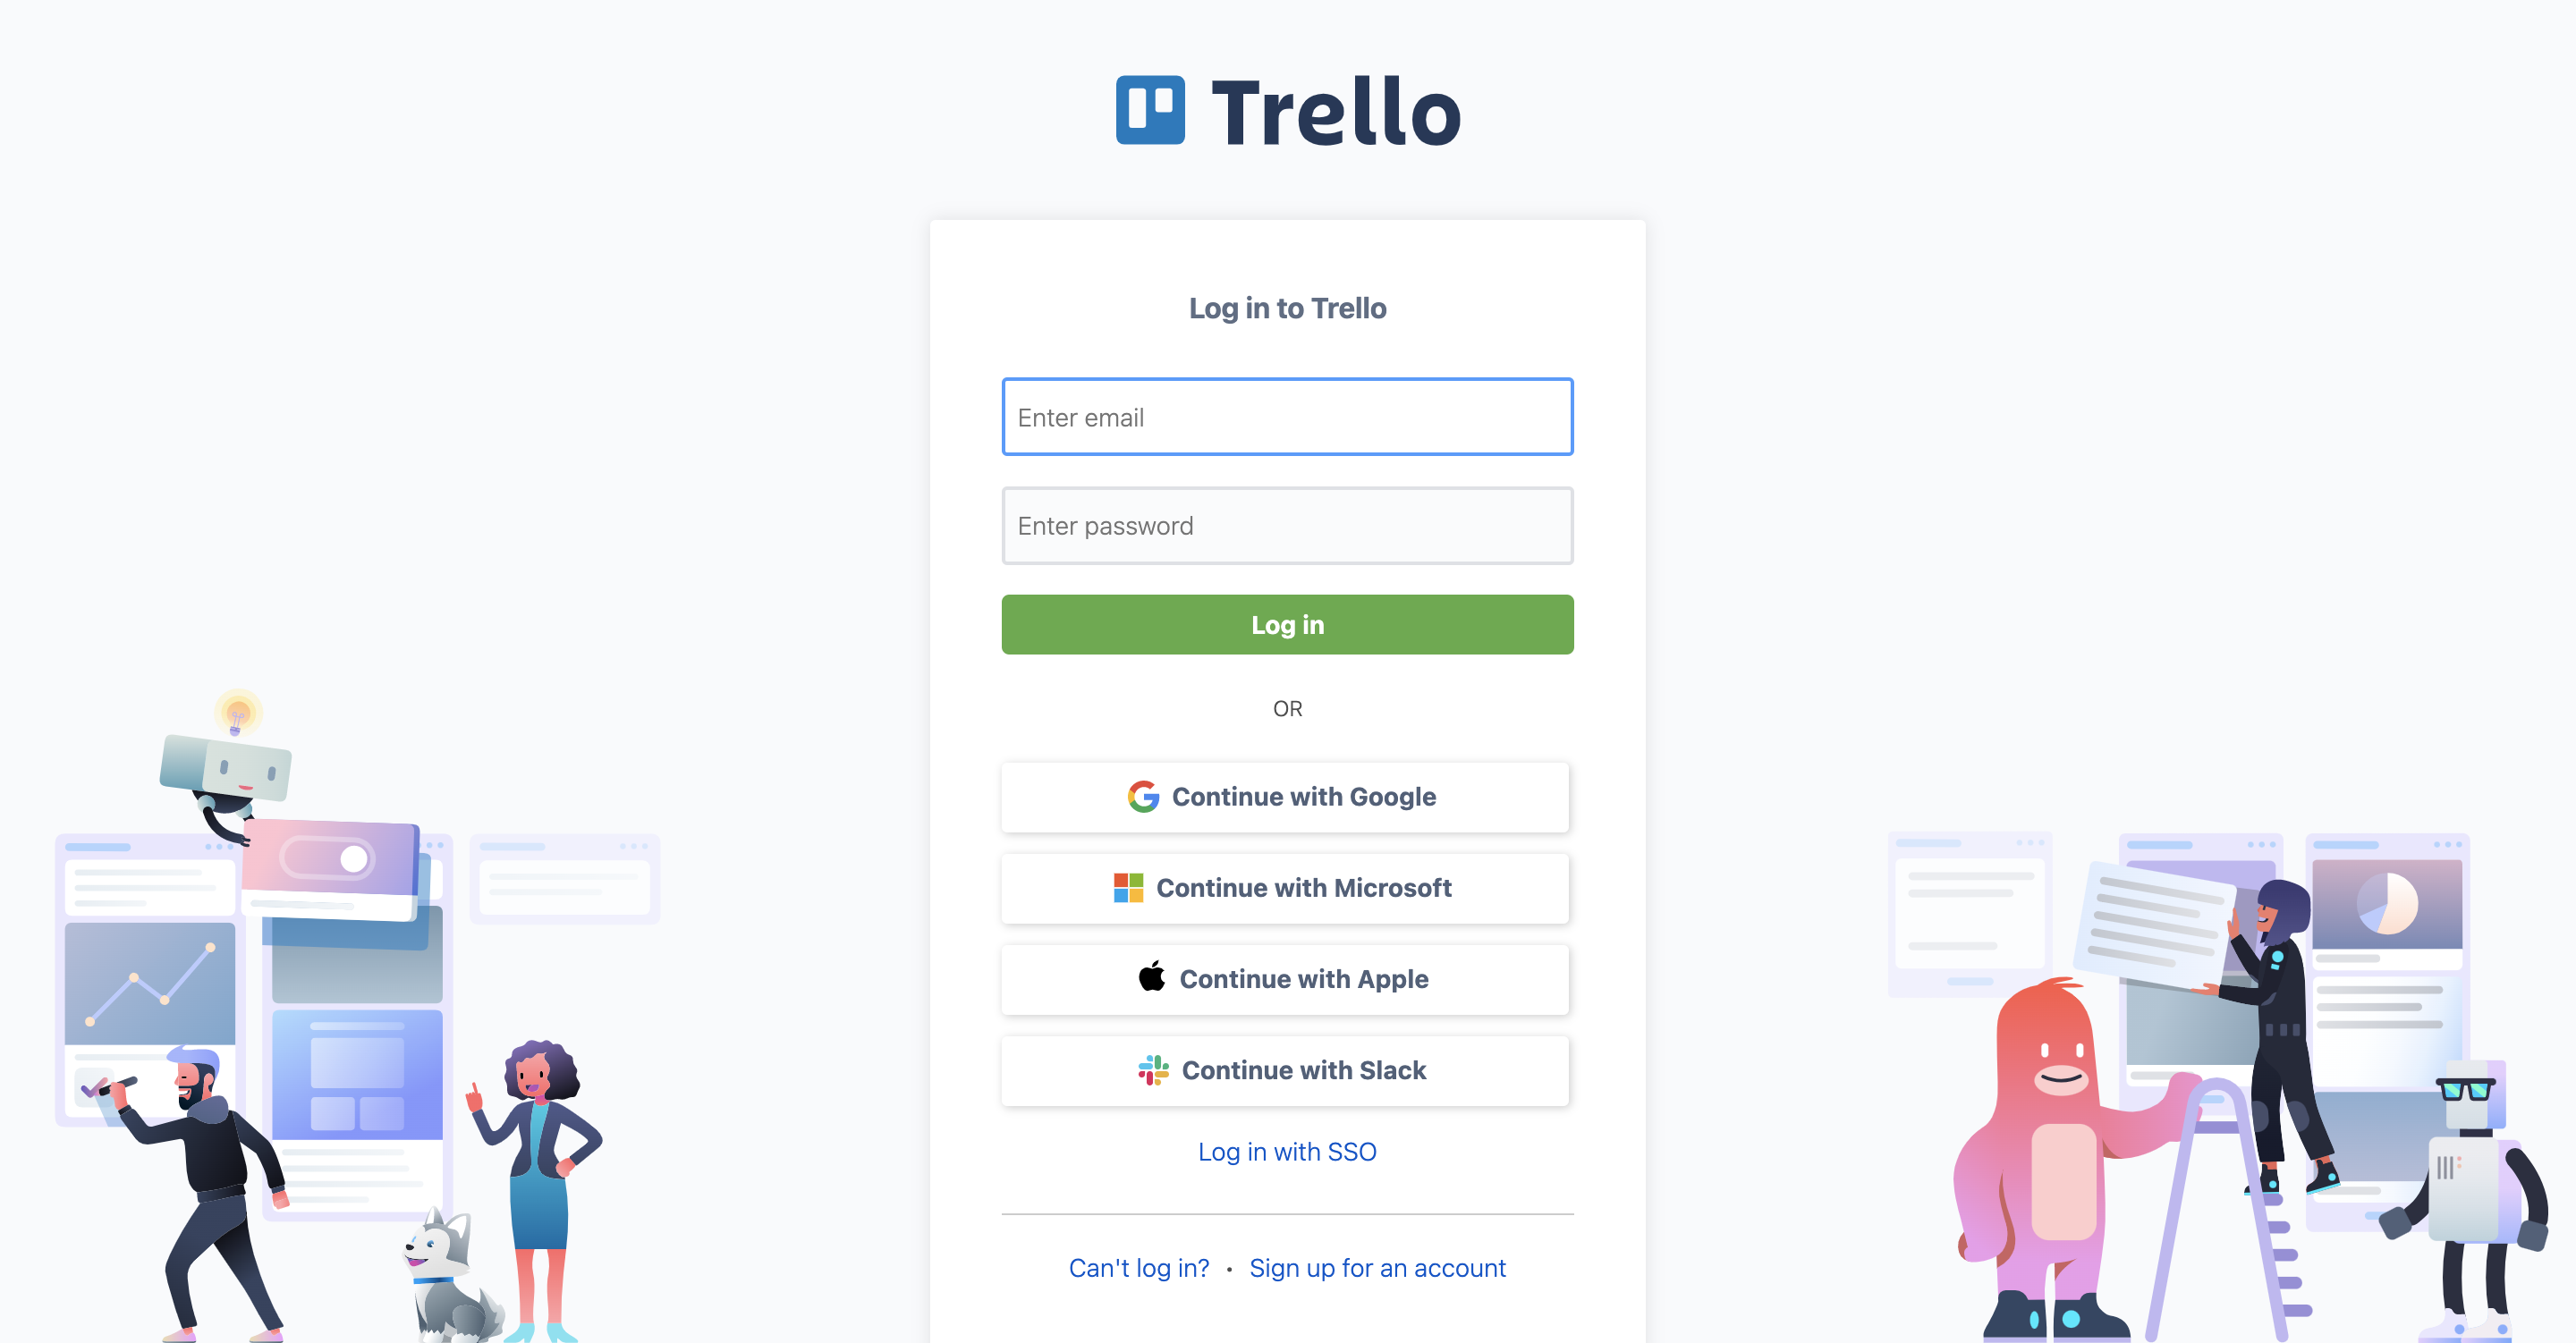 Trello
Log in to Trello
Enter email
Enter password
Log in
OR
Continue with Google
Continue with Microsoft
Continue with Apple
Continue with Slack
Log in with SSO
Can't log in? • Sign up for an account